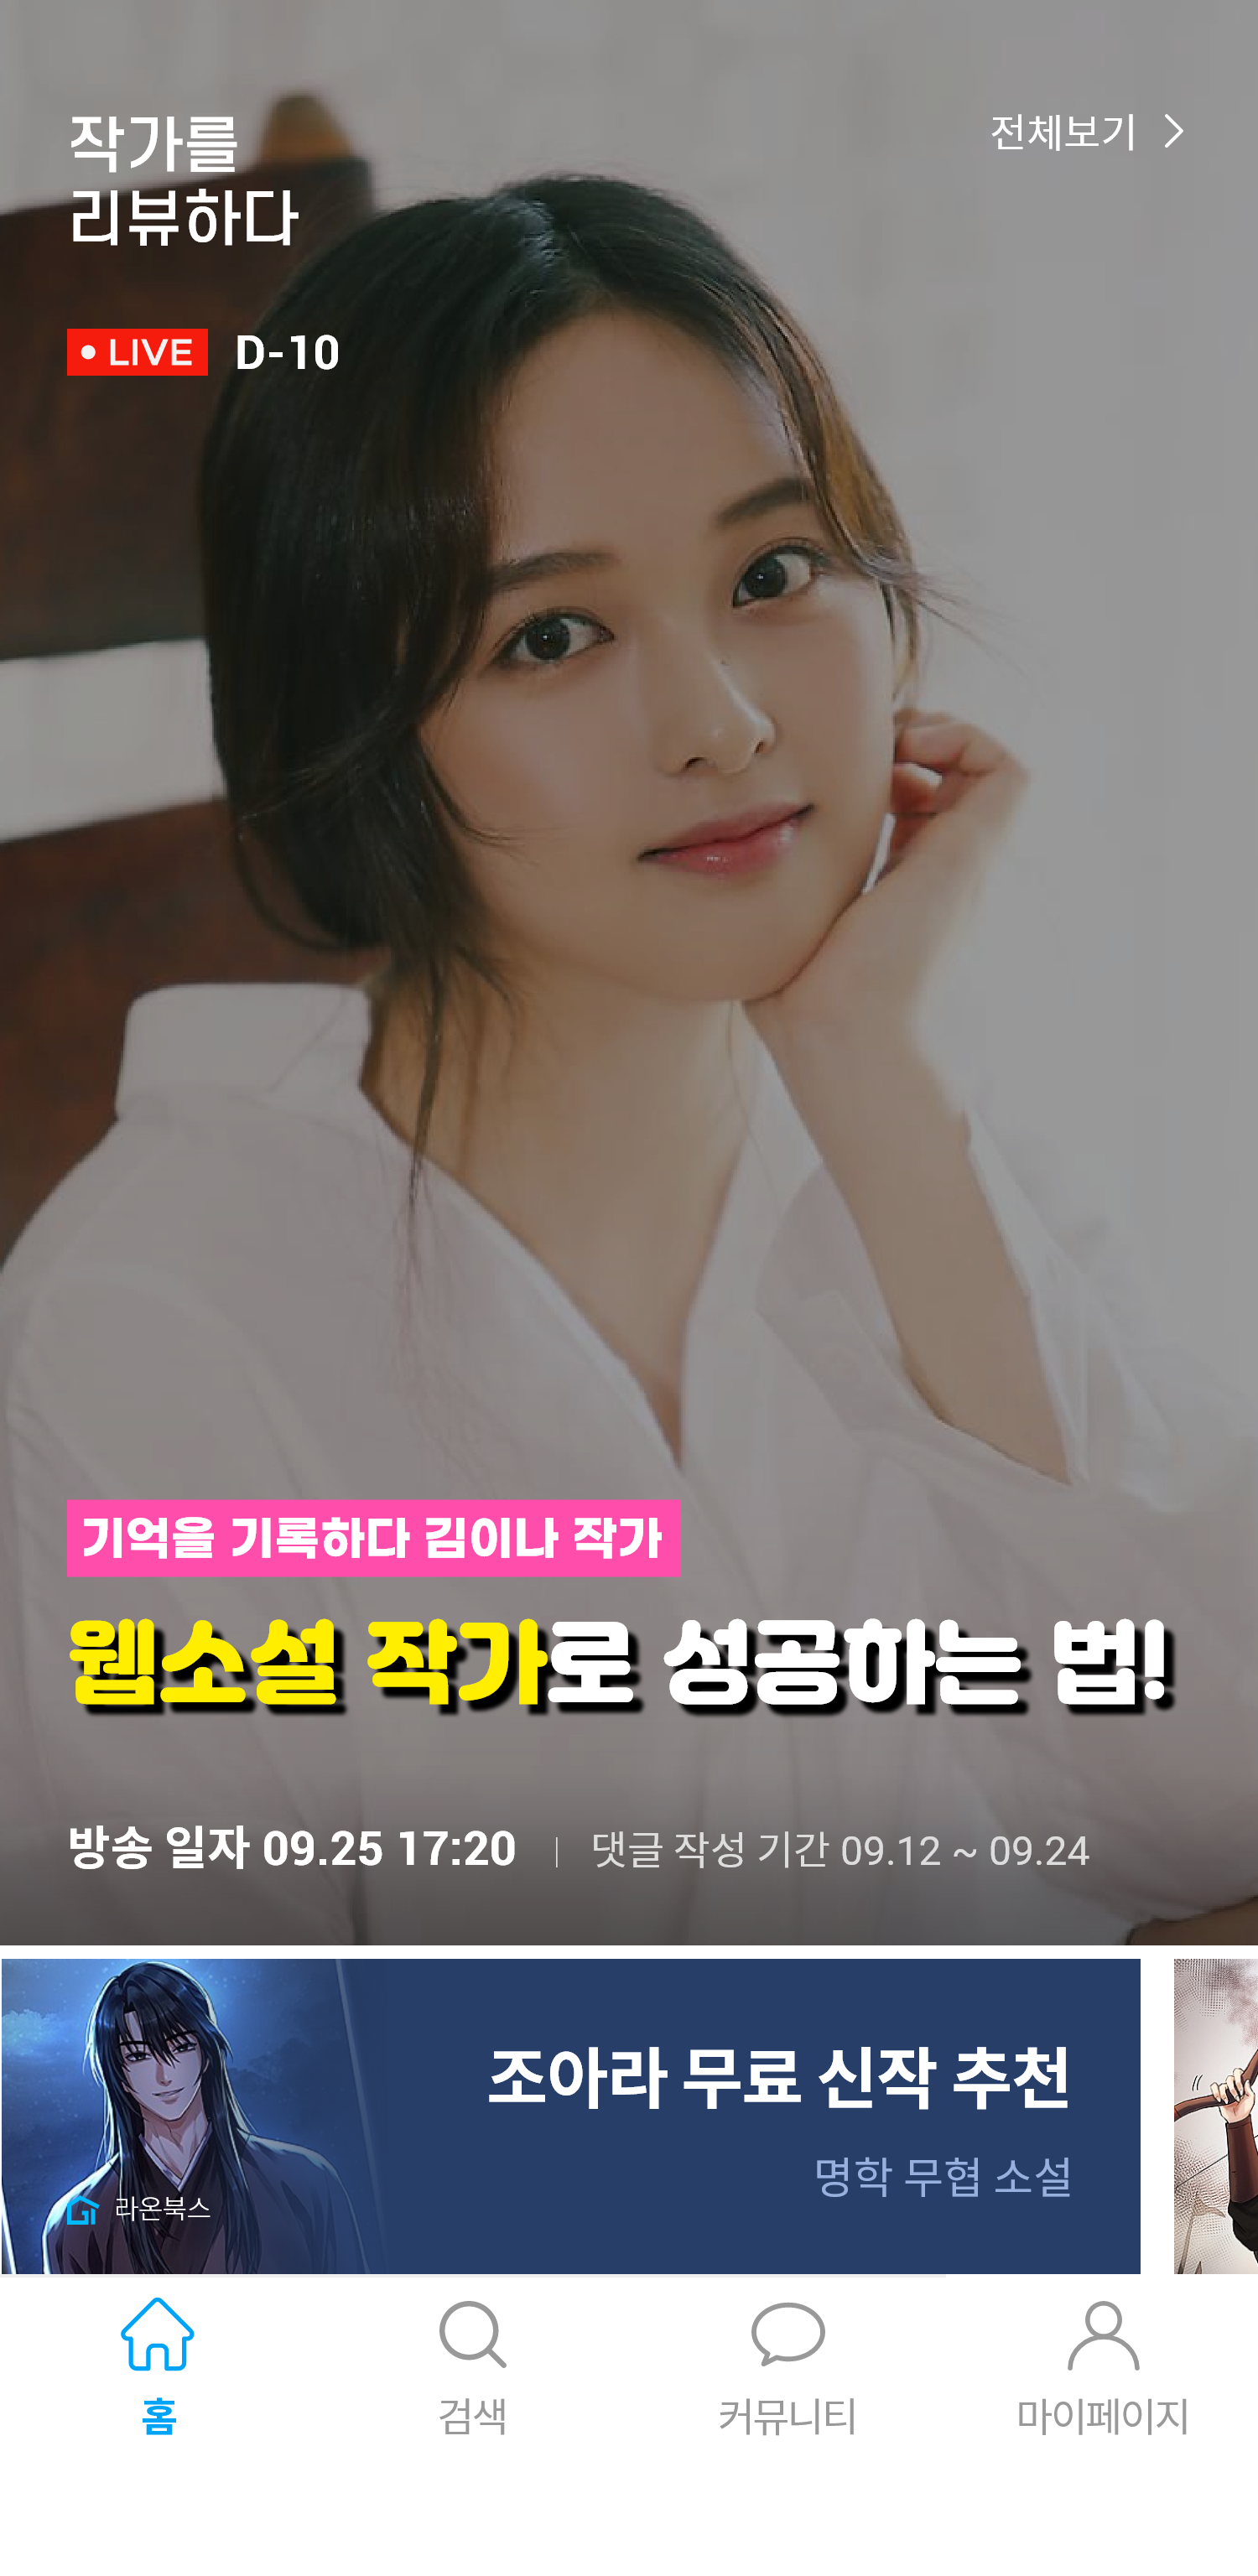 작가를
리뷰하다
전체보기
LIVE D-10
기억을 기록하다 김이나 작가
웹소설 작가로 성공하는 법!
방송 일자 09.25 17:20 | 댓글 작성 기간 09.12 ~ 09.24
조아라 무료 신작 추천
명학 무협 소설
라온북스
홈 검색 커뮤니티 마이페이지